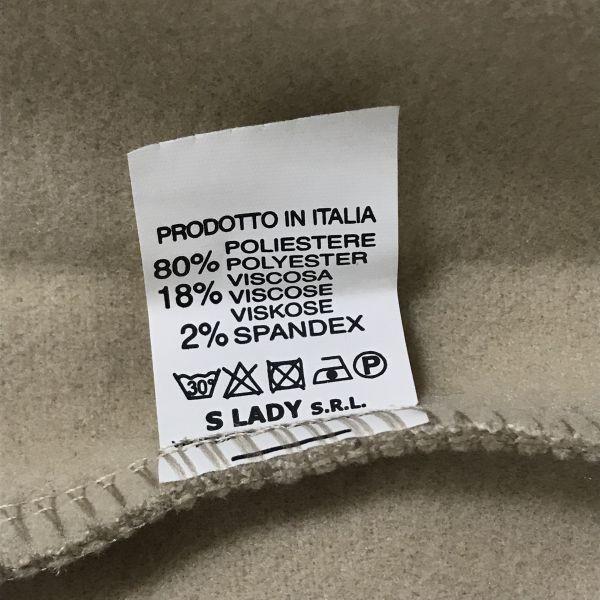 PRODOTTO IN ITALIA
80% POLIESTERE
POLYESTER
18% VISCOSA
VISCOSE
VISKOSE
2% SPANDEX
30° P
S LADY S.R.L.